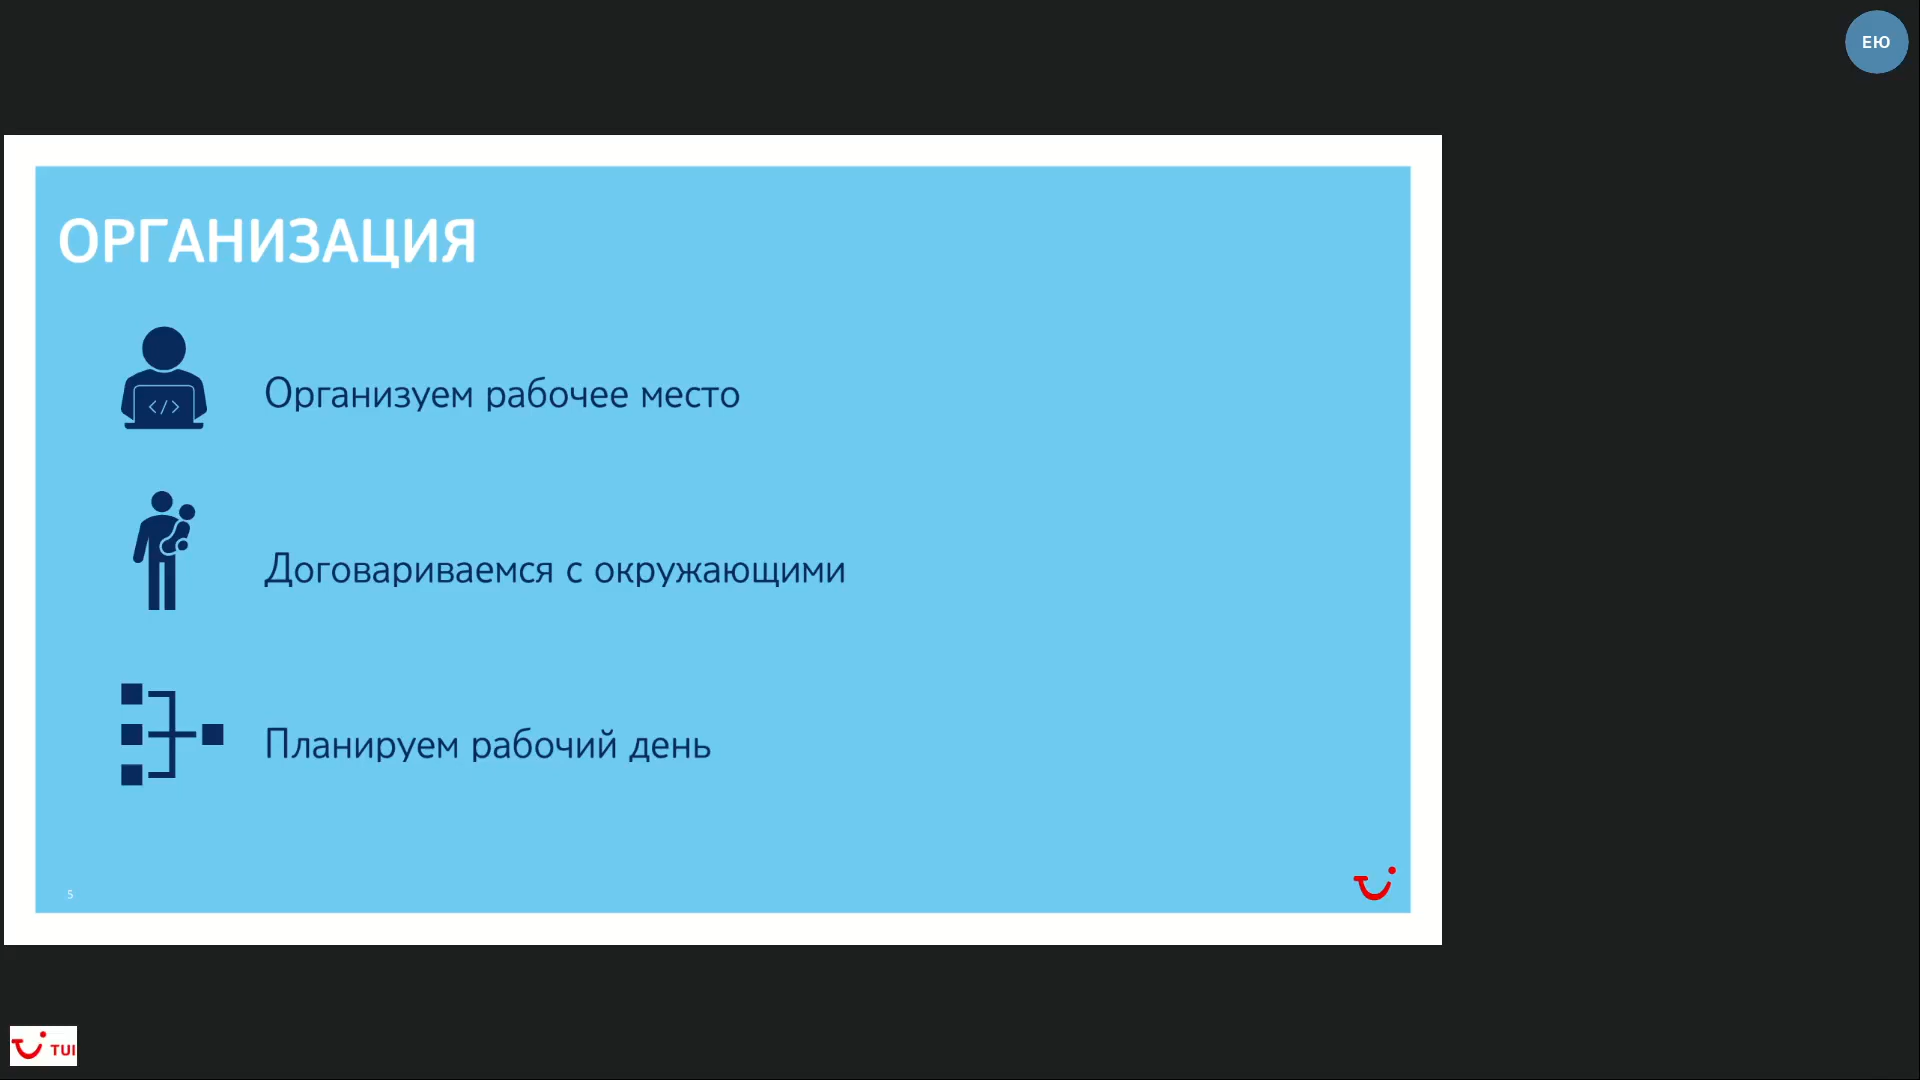 ЕЮ
ОРГАНИЗАЦИЯ
</>
Организуем рабочее место
Договариваемся с окружающими
Планируем рабочий день
5
TUI